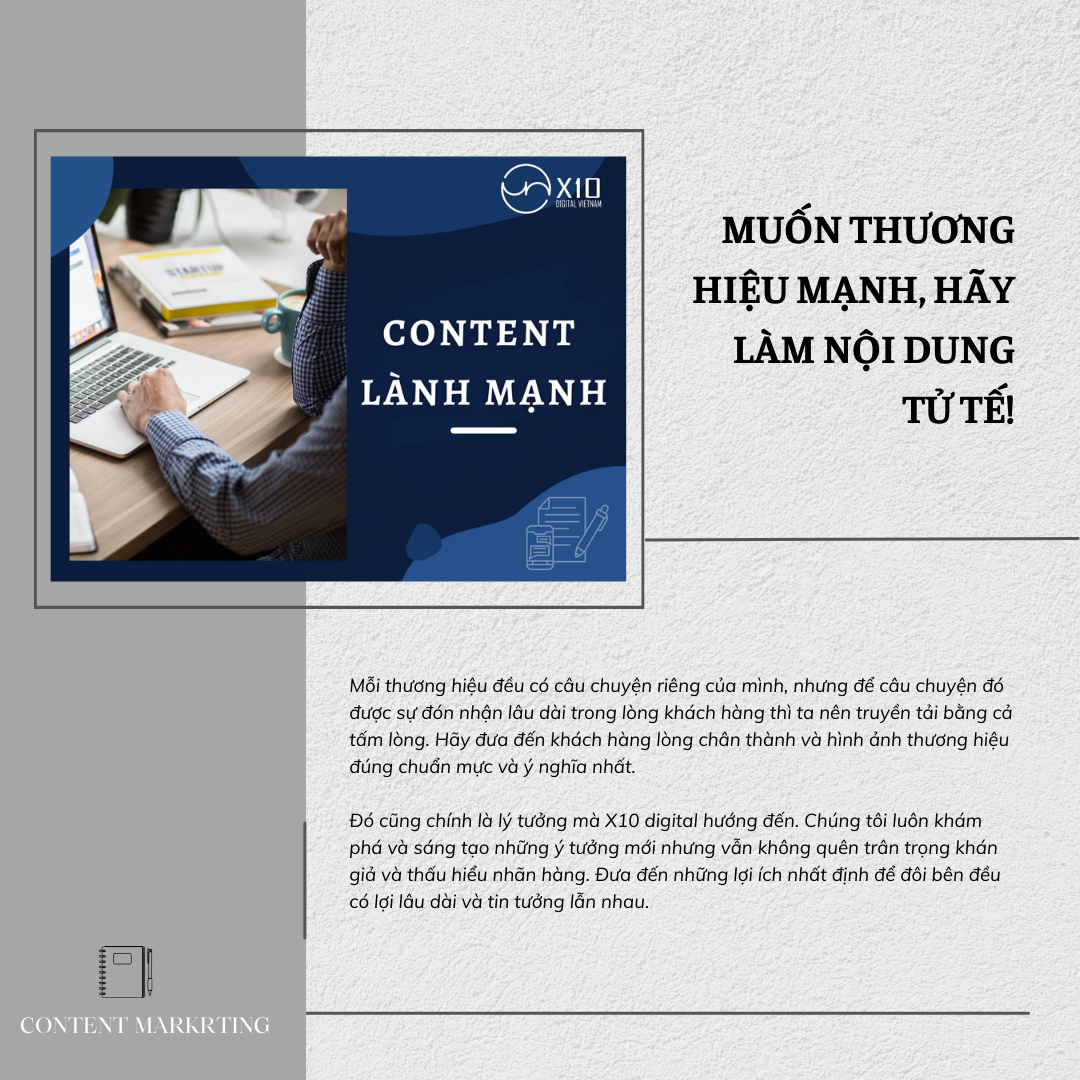 X10
DIGITAL VIETNAM
STARTUP
CONTENT
LÀNH MẠNH
MUỐN THƯƠNG
HIỆU MẠNH, HÃY
LÀM NỘI DUNG
TỬ TẾ!
Mỗi thương hiệu đều có câu chuyện riêng của mình, nhưng để câu chuyện đó
được sự đón nhận lâu dài trong lòng khách hàng thì ta nên truyền tải bằng cả
tấm lòng. Hãy đưa đến khách hàng lòng chân thành và hình ảnh thương hiệu
đúng chuẩn mực và ý nghĩa nhất.
Đó cũng chính là lý tưởng mà X10 digital hướng đến. Chúng tôi luôn khám
phá và sáng tạo những ý tưởng mới nhưng vẫn không quên trân trọng khán
giả và thấu hiểu nhãn hàng. Đưa đến những lợi ích nhất định để đôi bên đều
có lợi lâu dài và tin tưởng lẫn nhau.
CONTENT MARKRTING